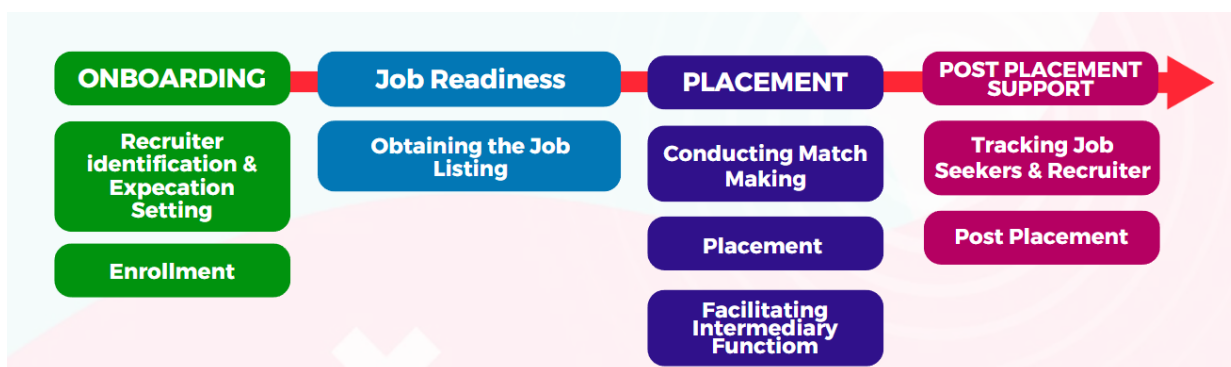 ONBOARDING
Recruiter
identification &
Expecation
Setting
Enrollment
Job Readiness
Obtaining the Job
Listing
PLACEMENT
Conducting Match
Making
Placement
Facilitating
Intermediary
Functiom
POST PLACEMENT
SUPPORT
Tracking Job
Seekers & Recruiter
Post Placement